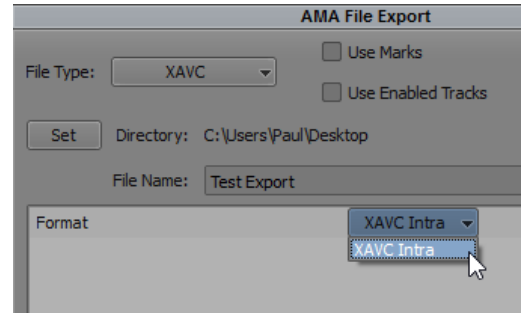 AMA File Export
Use Marks
File Type: XAVC
Use Enabled Tracks
Set Directory: C:\Users\Paul\Desktop
File Name: Test Export
Format XAVC Intra
XAVC Intra